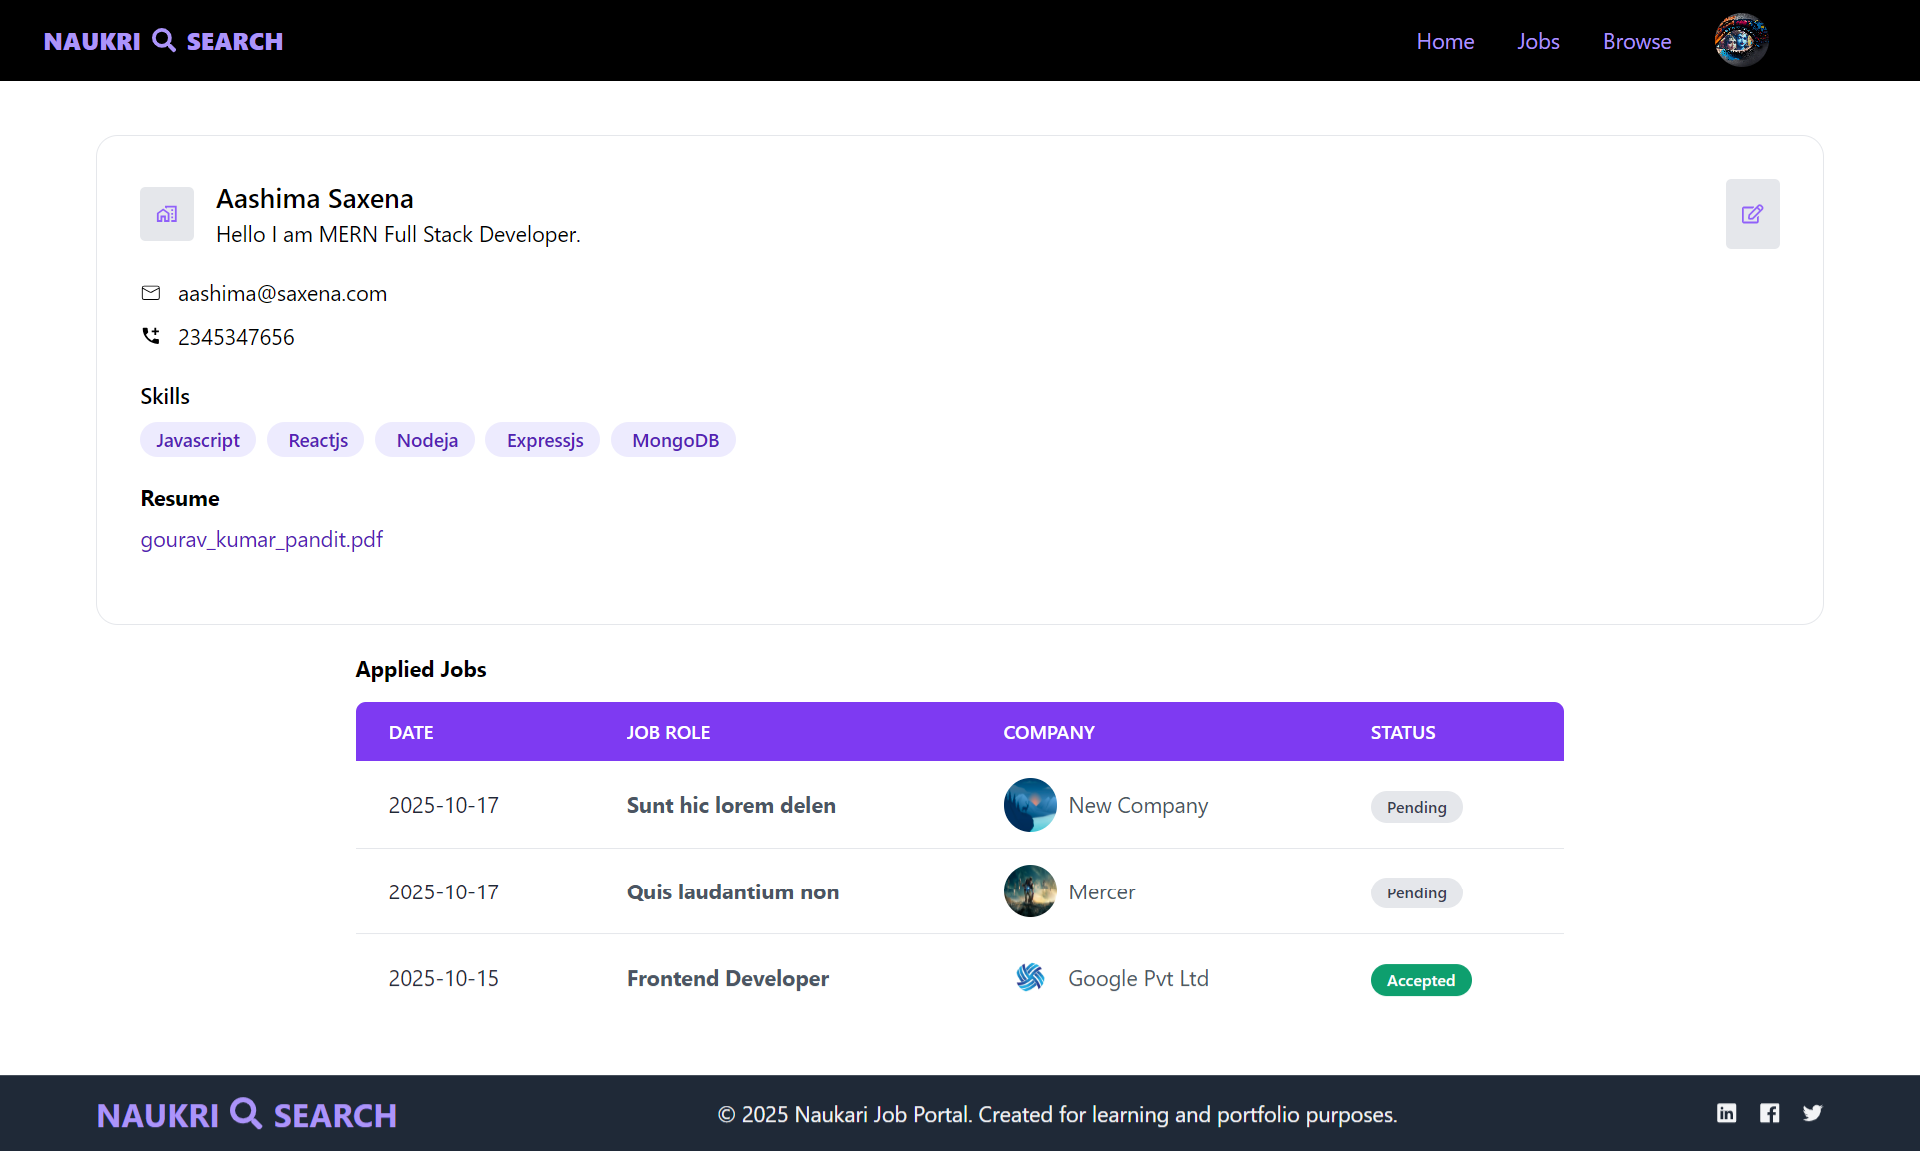 NAUKRI SEARCH Home Jobs Browse
Aashima Saxena
Hello I am MERN Full Stack Developer.
aashima@saxena.com
2345347656
Skills
Javascript Reactjs Nodeja Expressjs MongoDB
Resume
gourav_kumar_pandit.pdf
Applied Jobs
DATE JOB ROLE COMPANY STATUS
2025-10-17 Sunt hic lorem delen New Company Pending
2025-10-17 Quis laudantium non Mercer Pending
2025-10-15 Frontend Developer Google Pvt Ltd Accepted
NAUKRI SEARCH © 2025 Naukari Job Portal. Created for learning and portfolio purposes.